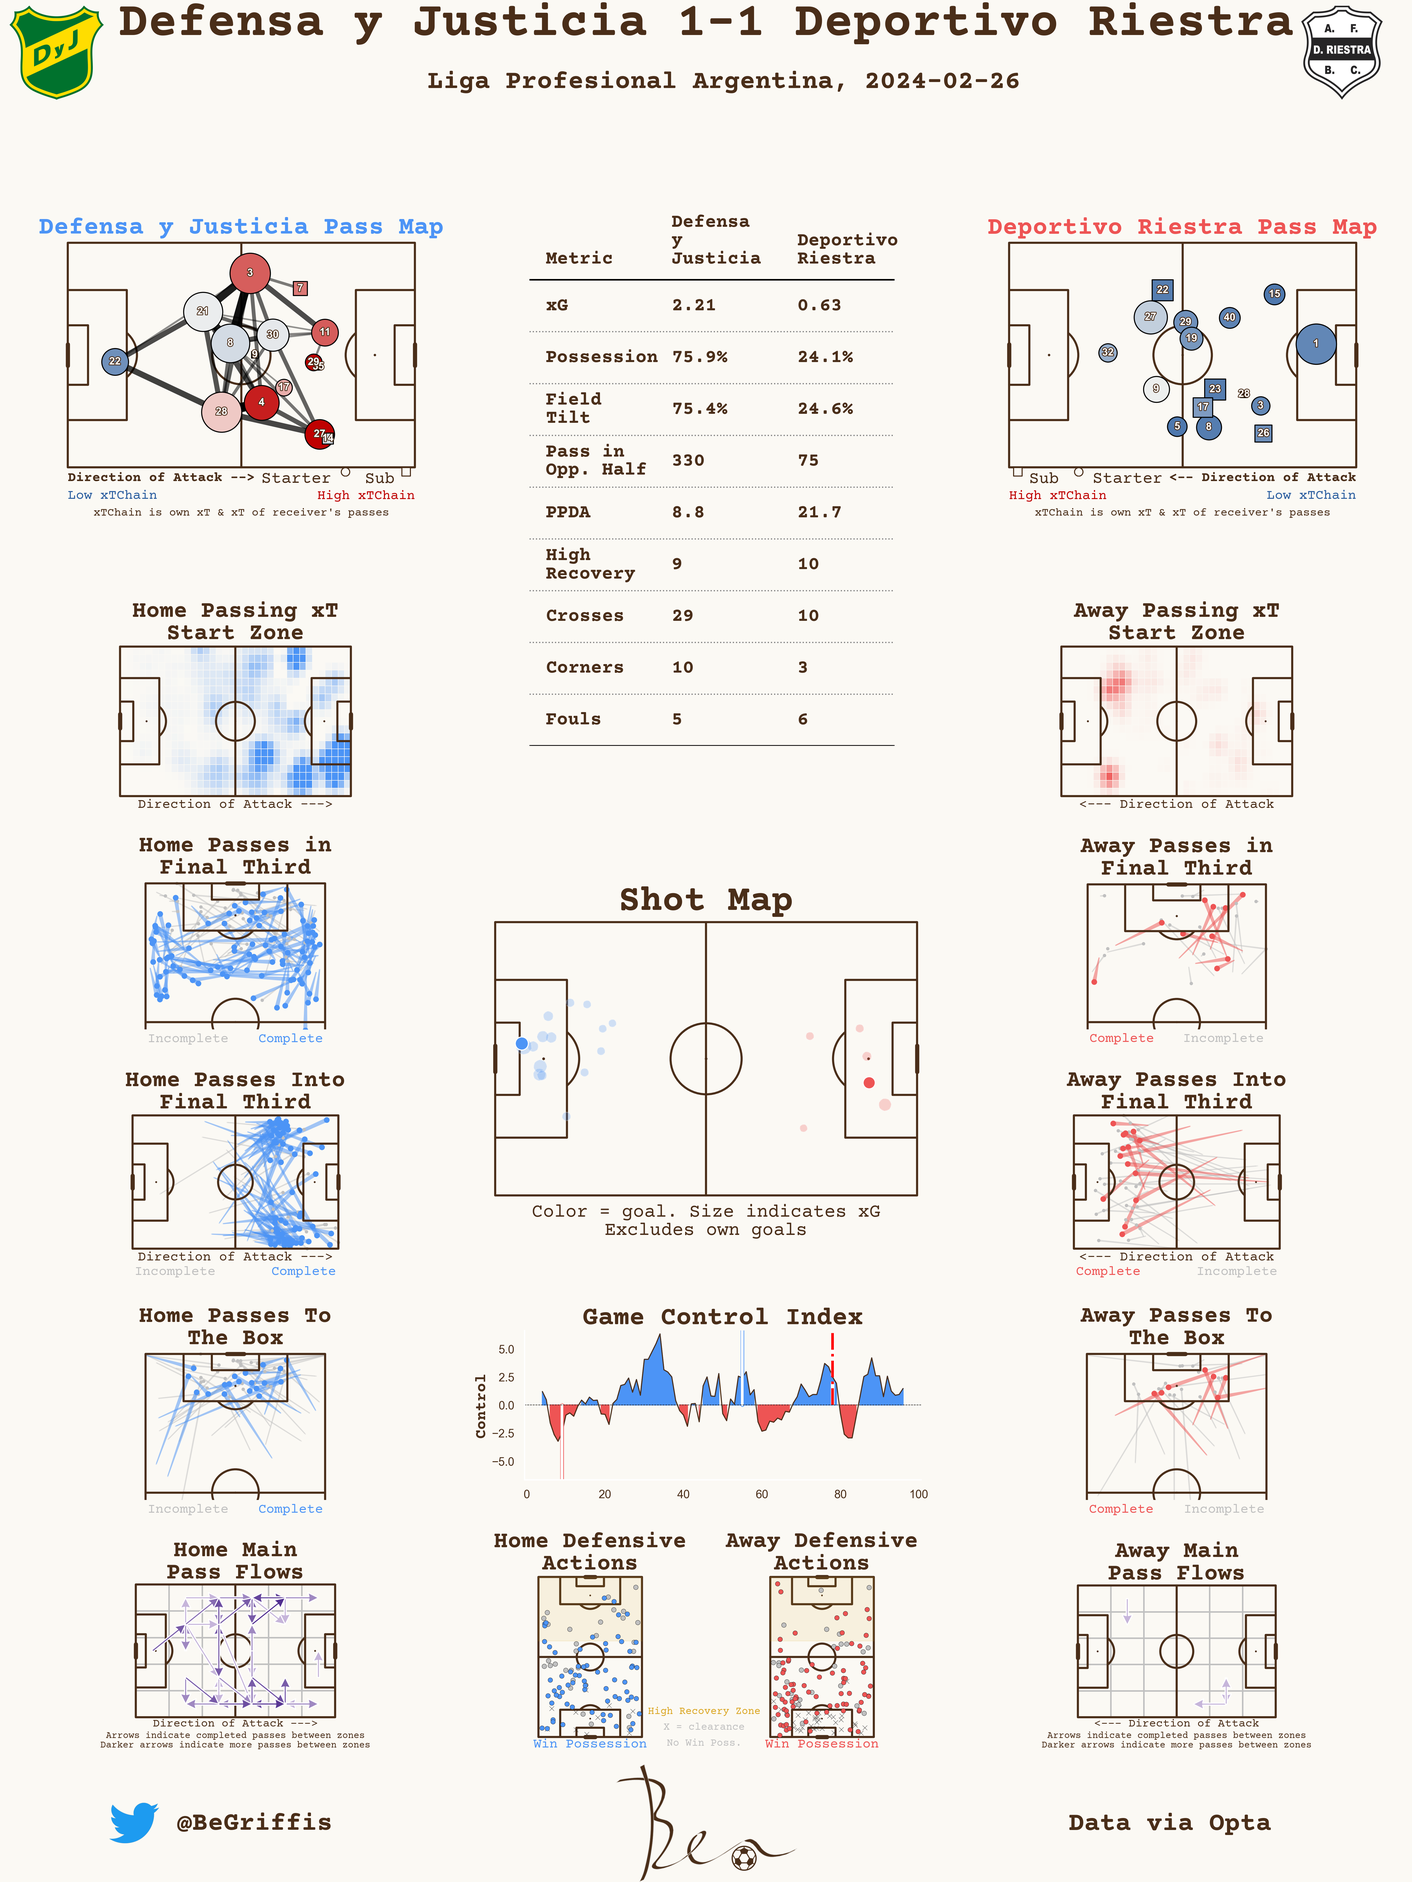 Defensa y Justicia 1-1 Deportivo Riestra
Liga Profesional Argentina, 2024-02-26
DyJ
A. F.
D. RIESTRA
B. C.
Defensa y Justicia Pass Map
3
7
21
8
30
11
22
9
29
35
17
4
28
27
14
Direction of Attack --> Starter Sub
Low xTChain High xTChain
xTChain is own xT & xT of receiver's passes
Metric Defensa y Justicia Deportivo Riestra
xG 2.21 0.63
Possession 75.9% 24.1%
Field Tilt 75.4% 24.6%
Pass in Opp. Half 330 75
PPDA 8.8 21.7
High Recovery 9 10
Crosses 29 10
Corners 10 3
Fouls 5 6
Deportivo Riestra Pass Map
22
15
27
29
40
19
1
32
9
23
28
17
3
5
8
26
Sub Starter <-- Direction of Attack
High xTChain Low xTChain
xTChain is own xT & xT of receiver's passes
Home Passing xT
Start Zone
Direction of Attack --->
Away Passing xT
Start Zone
<--- Direction of Attack
Home Passes in
Final Third
Incomplete Complete
Away Passes in
Final Third
Complete Incomplete
Shot Map
Color = goal. Size indicates xG
Excludes own goals
Home Passes Into
Final Third
Direction of Attack --->
Incomplete Complete
Away Passes Into
Final Third
<--- Direction of Attack
Complete Incomplete
Home Passes To
The Box
Incomplete Complete
Game Control Index
Control
5.0
2.5
0.0
−2.5
−5.0
0 20 40 60 80 100
Away Passes To
The Box
Complete Incomplete
Home Main
Pass Flows
Direction of Attack --->
Arrows indicate completed passes between zones
Darker arrows indicate more passes between zones
Home Defensive
Actions
Win Possession
High Recovery Zone
X = clearance
No Win Poss.
Away Defensive
Actions
Win Possession
Away Main
Pass Flows
<--- Direction of Attack
Arrows indicate completed passes between zones
Darker arrows indicate more passes between zones
@BeGriffis
Data via Opta